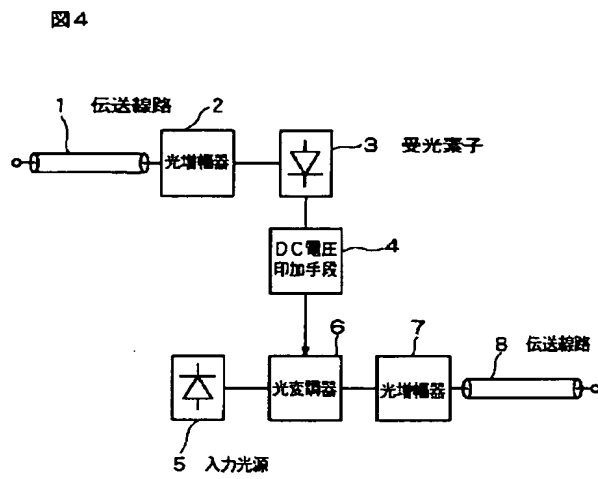 図4
1 伝送線路
2
光増幅器
3 受光素子
DC電圧
印加手段
4
6
7
8 伝送線路
光変調器
光増幅器
5 入力光源